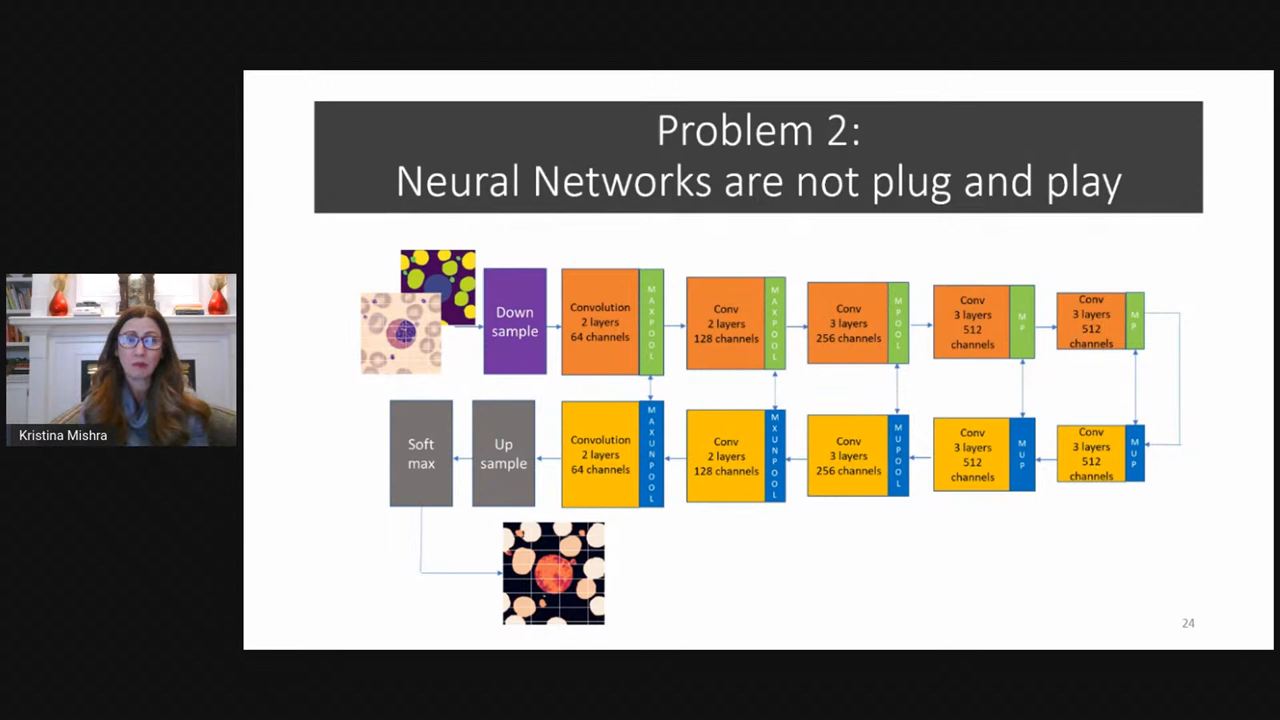 Problem 2:
Neural Networks are not plug and play
Down
sample
Convolution
2 layers
64 channels
MAXPOOL
Conv
2 layers
128 channels
MAXPOOL
Conv
3 layers
256 channels
MPOOL
Conv
3 layers
512
channels
MP
Conv
3 layers
512
channels
MP
Soft
max
Up
sample
Convolution
2 layers
64 channels
MAXUNPOOL
Conv
2 layers
128 channels
MXUNPOOL
Conv
3 layers
256 channels
MUPOOL
Conv
3 layers
512
channels
MUP
Conv
3 layers
512
channels
MUP
Kristina Mishra
24